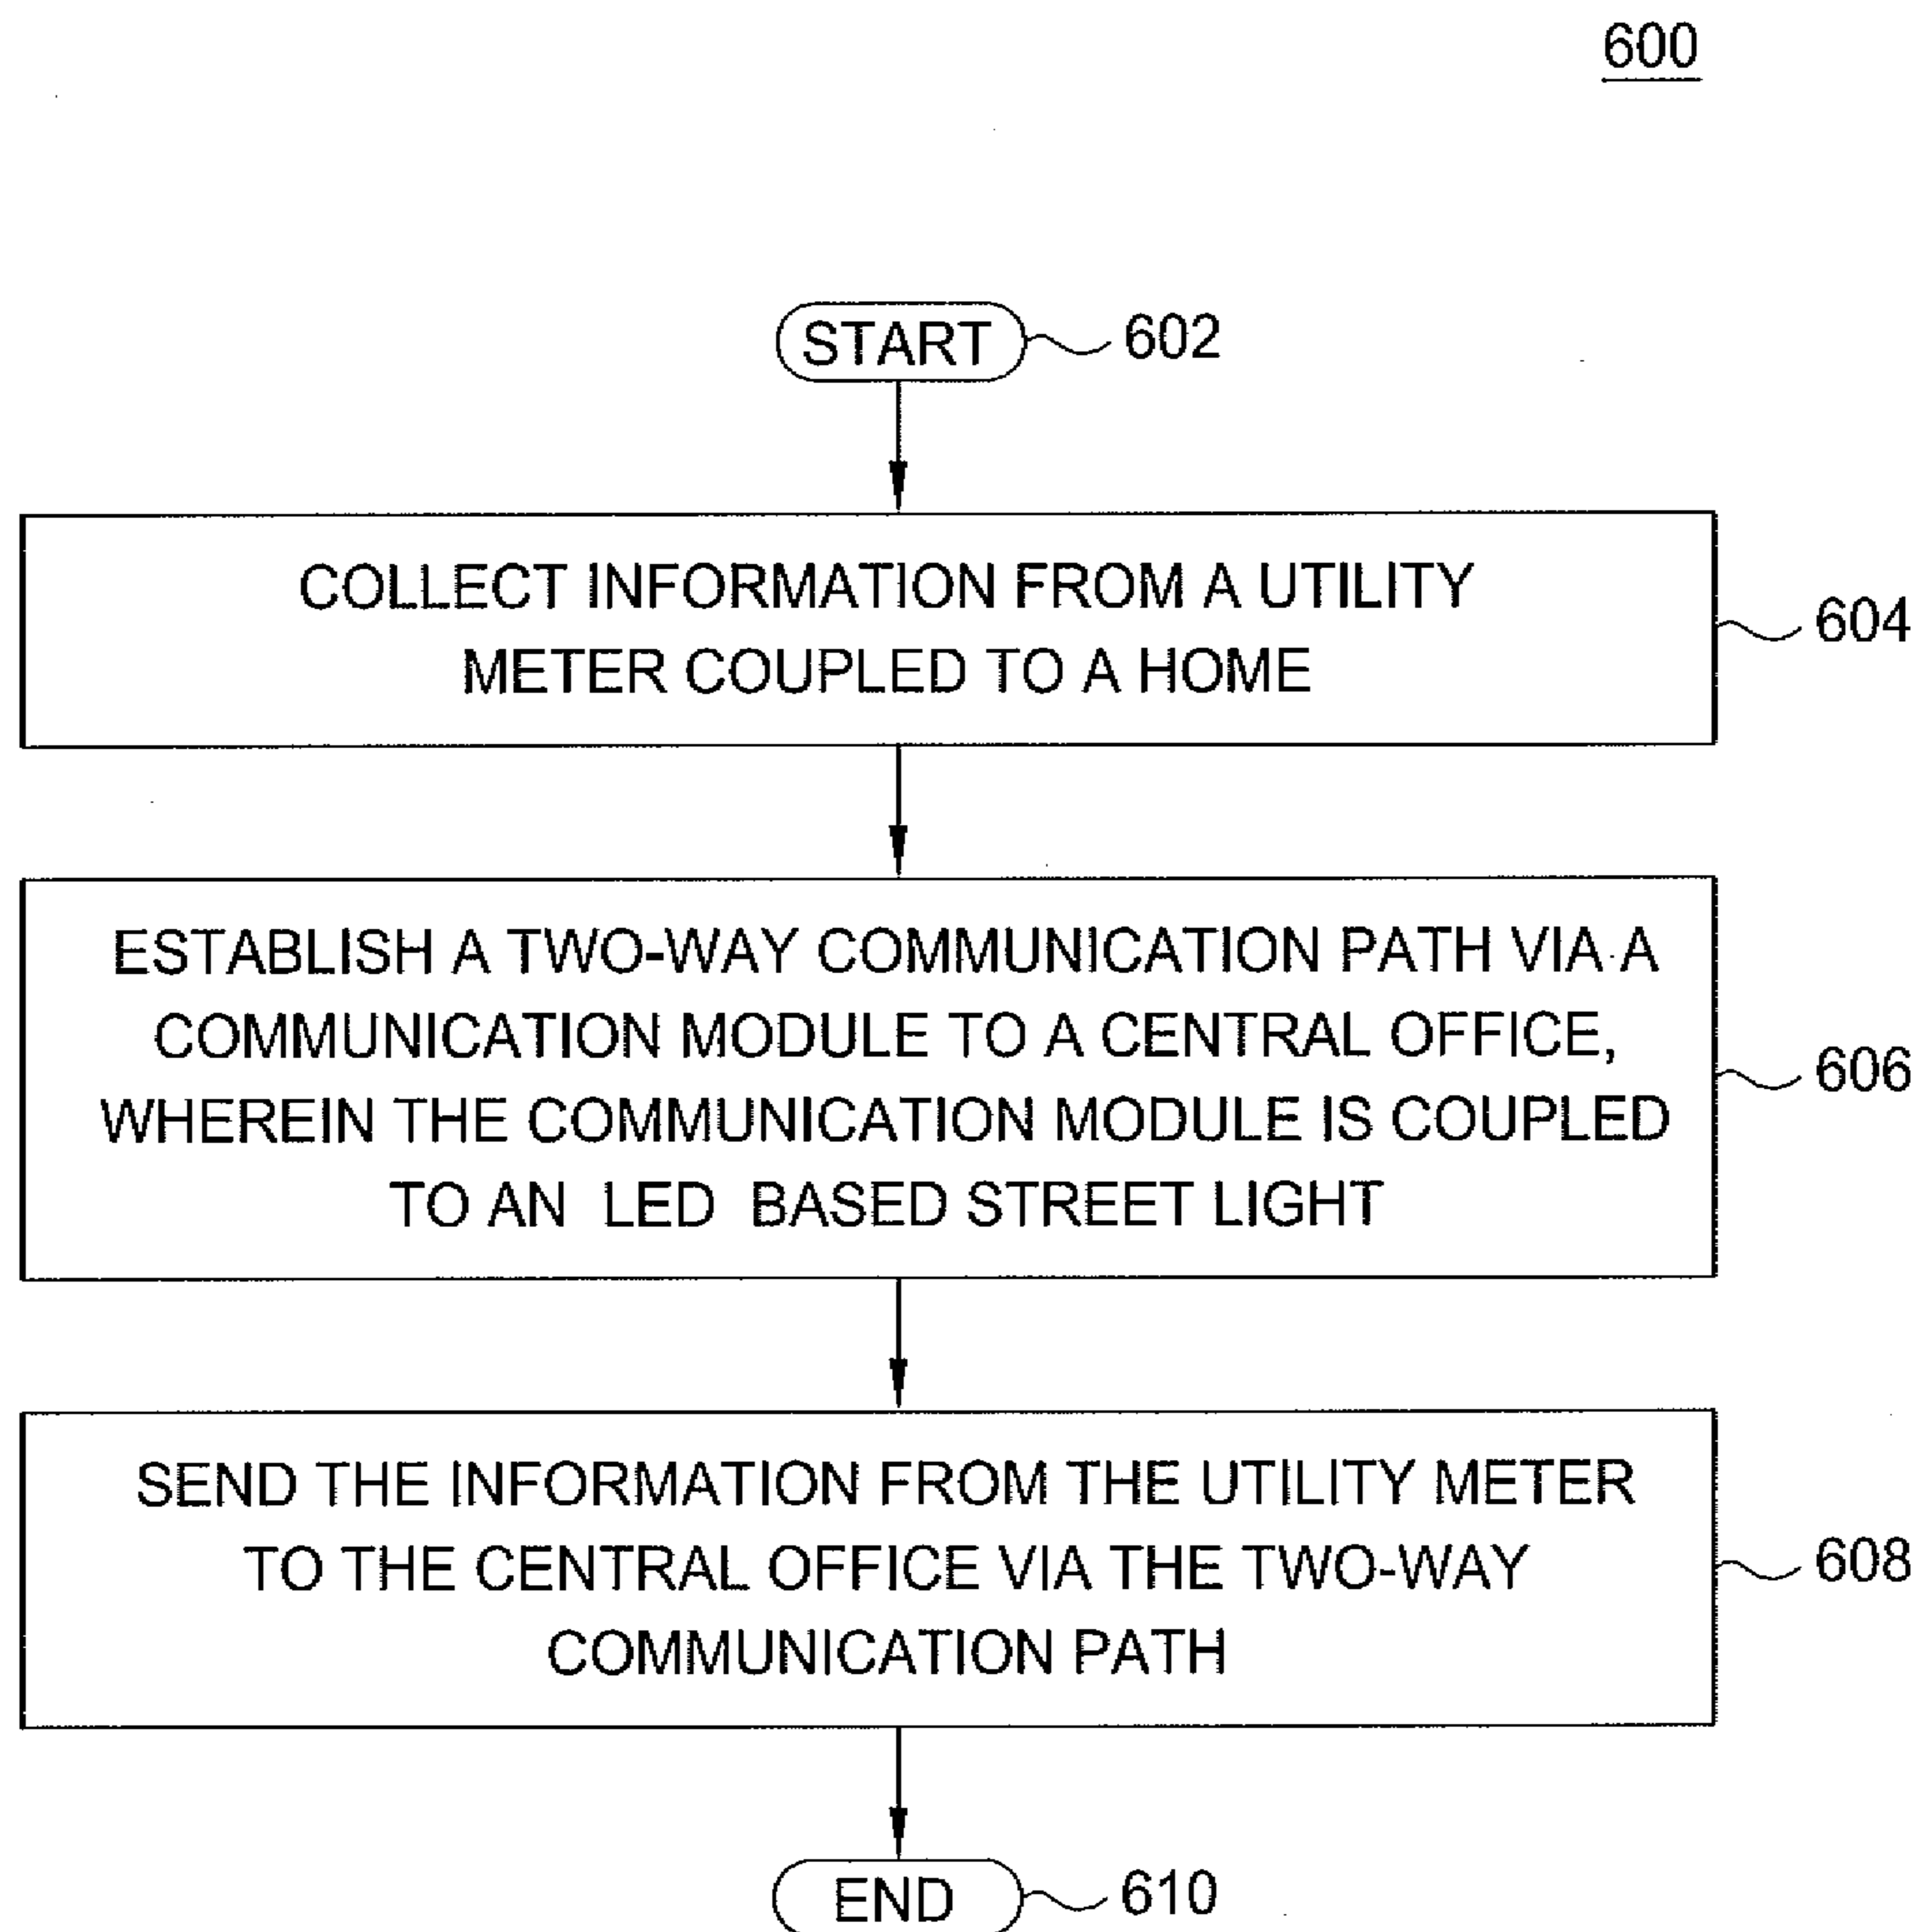 600
START
602
COLLECT INFORMATION FROM A UTILITY
METER COUPLED TO A HOME
604
ESTABLISH A TWO-WAY COMMUNICATION PATH VIA A
COMMUNICATION MODULE TO A CENTRAL OFFICE,
WHEREIN THE COMMUNICATION MODULE IS COUPLED
TO AN LED BASED STREET LIGHT
606
SEND THE INFORMATION FROM THE UTILITY METER
TO THE CENTRAL OFFICE VIA THE TWO-WAY
COMMUNICATION PATH
608
END
610